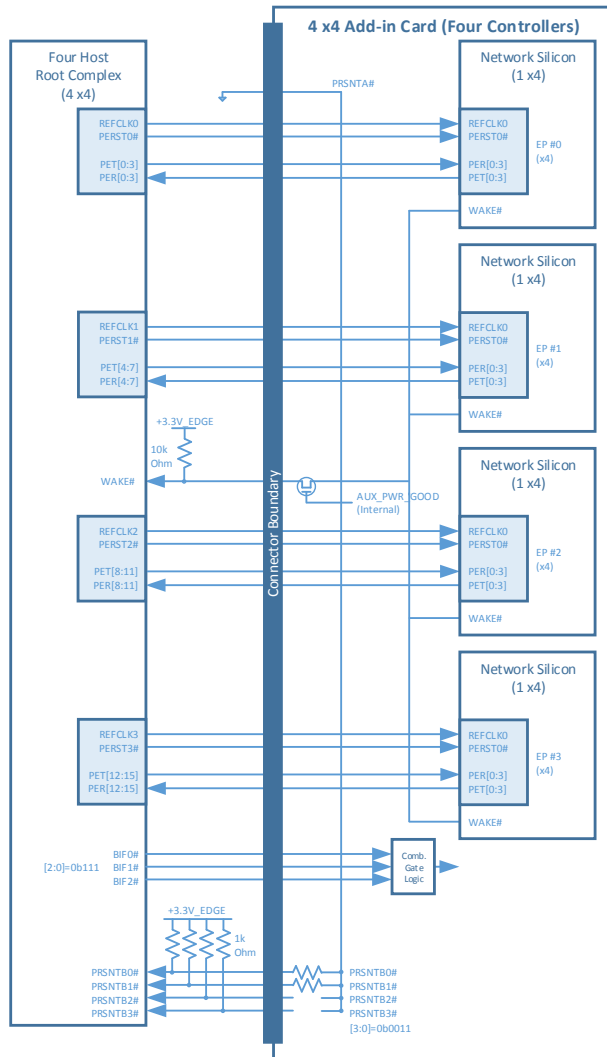 4 x4 Add-in Card (Four Controllers)
Four Host
Root Complex
(4 x4)
REFCLK0
PERST0#
PET[0:3]
PER[0:3]
REFCLK1
PERST1#
PET[4:7]
PER[4:7]
+3.3V_EDGE
10k
Ohm
WAKE#
REFCLK2
PERST2#
PET[8:11]
PER[8:11]
REFCLK3
PERST3#
PET[12:15]
PER[12:15]
[2:0]=0b111
BIF0#
BIF1#
BIF2#
+3.3V_EDGE
1k
Ohm
PRSNTB0#
PRSNTB1#
PRSNTB2#
PRSNTB3#
Connector Boundary
PRSNTA#
AUX_PWR_GOOD
(Internal)
Comb.
Gate
Logic
PRSNTB0#
PRSNTB1#
PRSNTB2#
PRSNTB3#
[3:0]=0b0011
Network Silicon
(1 x4)
REFCLK0
PERST0#
PER[0:3]
PET[0:3]
EP #0
(x4)
WAKE#
Network Silicon
(1 x4)
REFCLK0
PERST0#
PER[0:3]
PET[0:3]
EP #1
(x4)
WAKE#
Network Silicon
(1 x4)
REFCLK0
PERST0#
PER[0:3]
PET[0:3]
EP #2
(x4)
WAKE#
Network Silicon
(1 x4)
REFCLK0
PERST0#
PER[0:3]
PET[0:3]
EP #3
(x4)
WAKE#